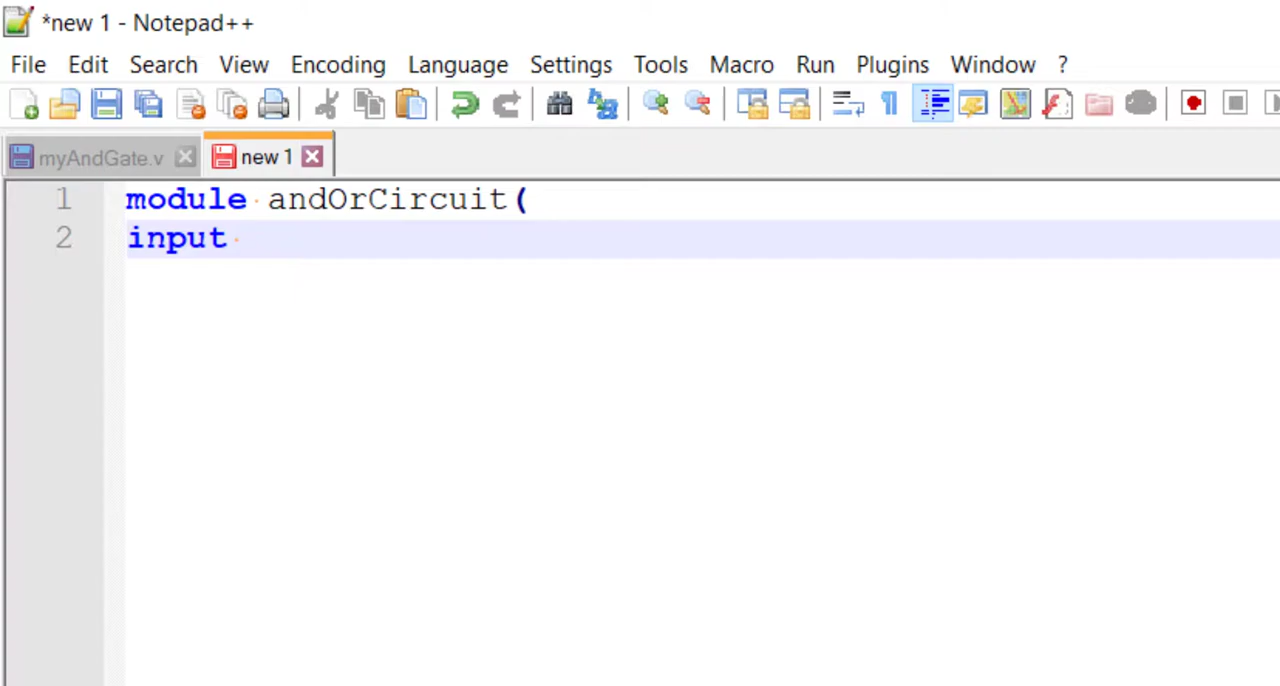 *new 1 - Notepad++
File Edit Search View Encoding Language Settings Tools Macro Run Plugins Window ?
myAndGate.v new 1
1 module andOrCircuit(
2 input